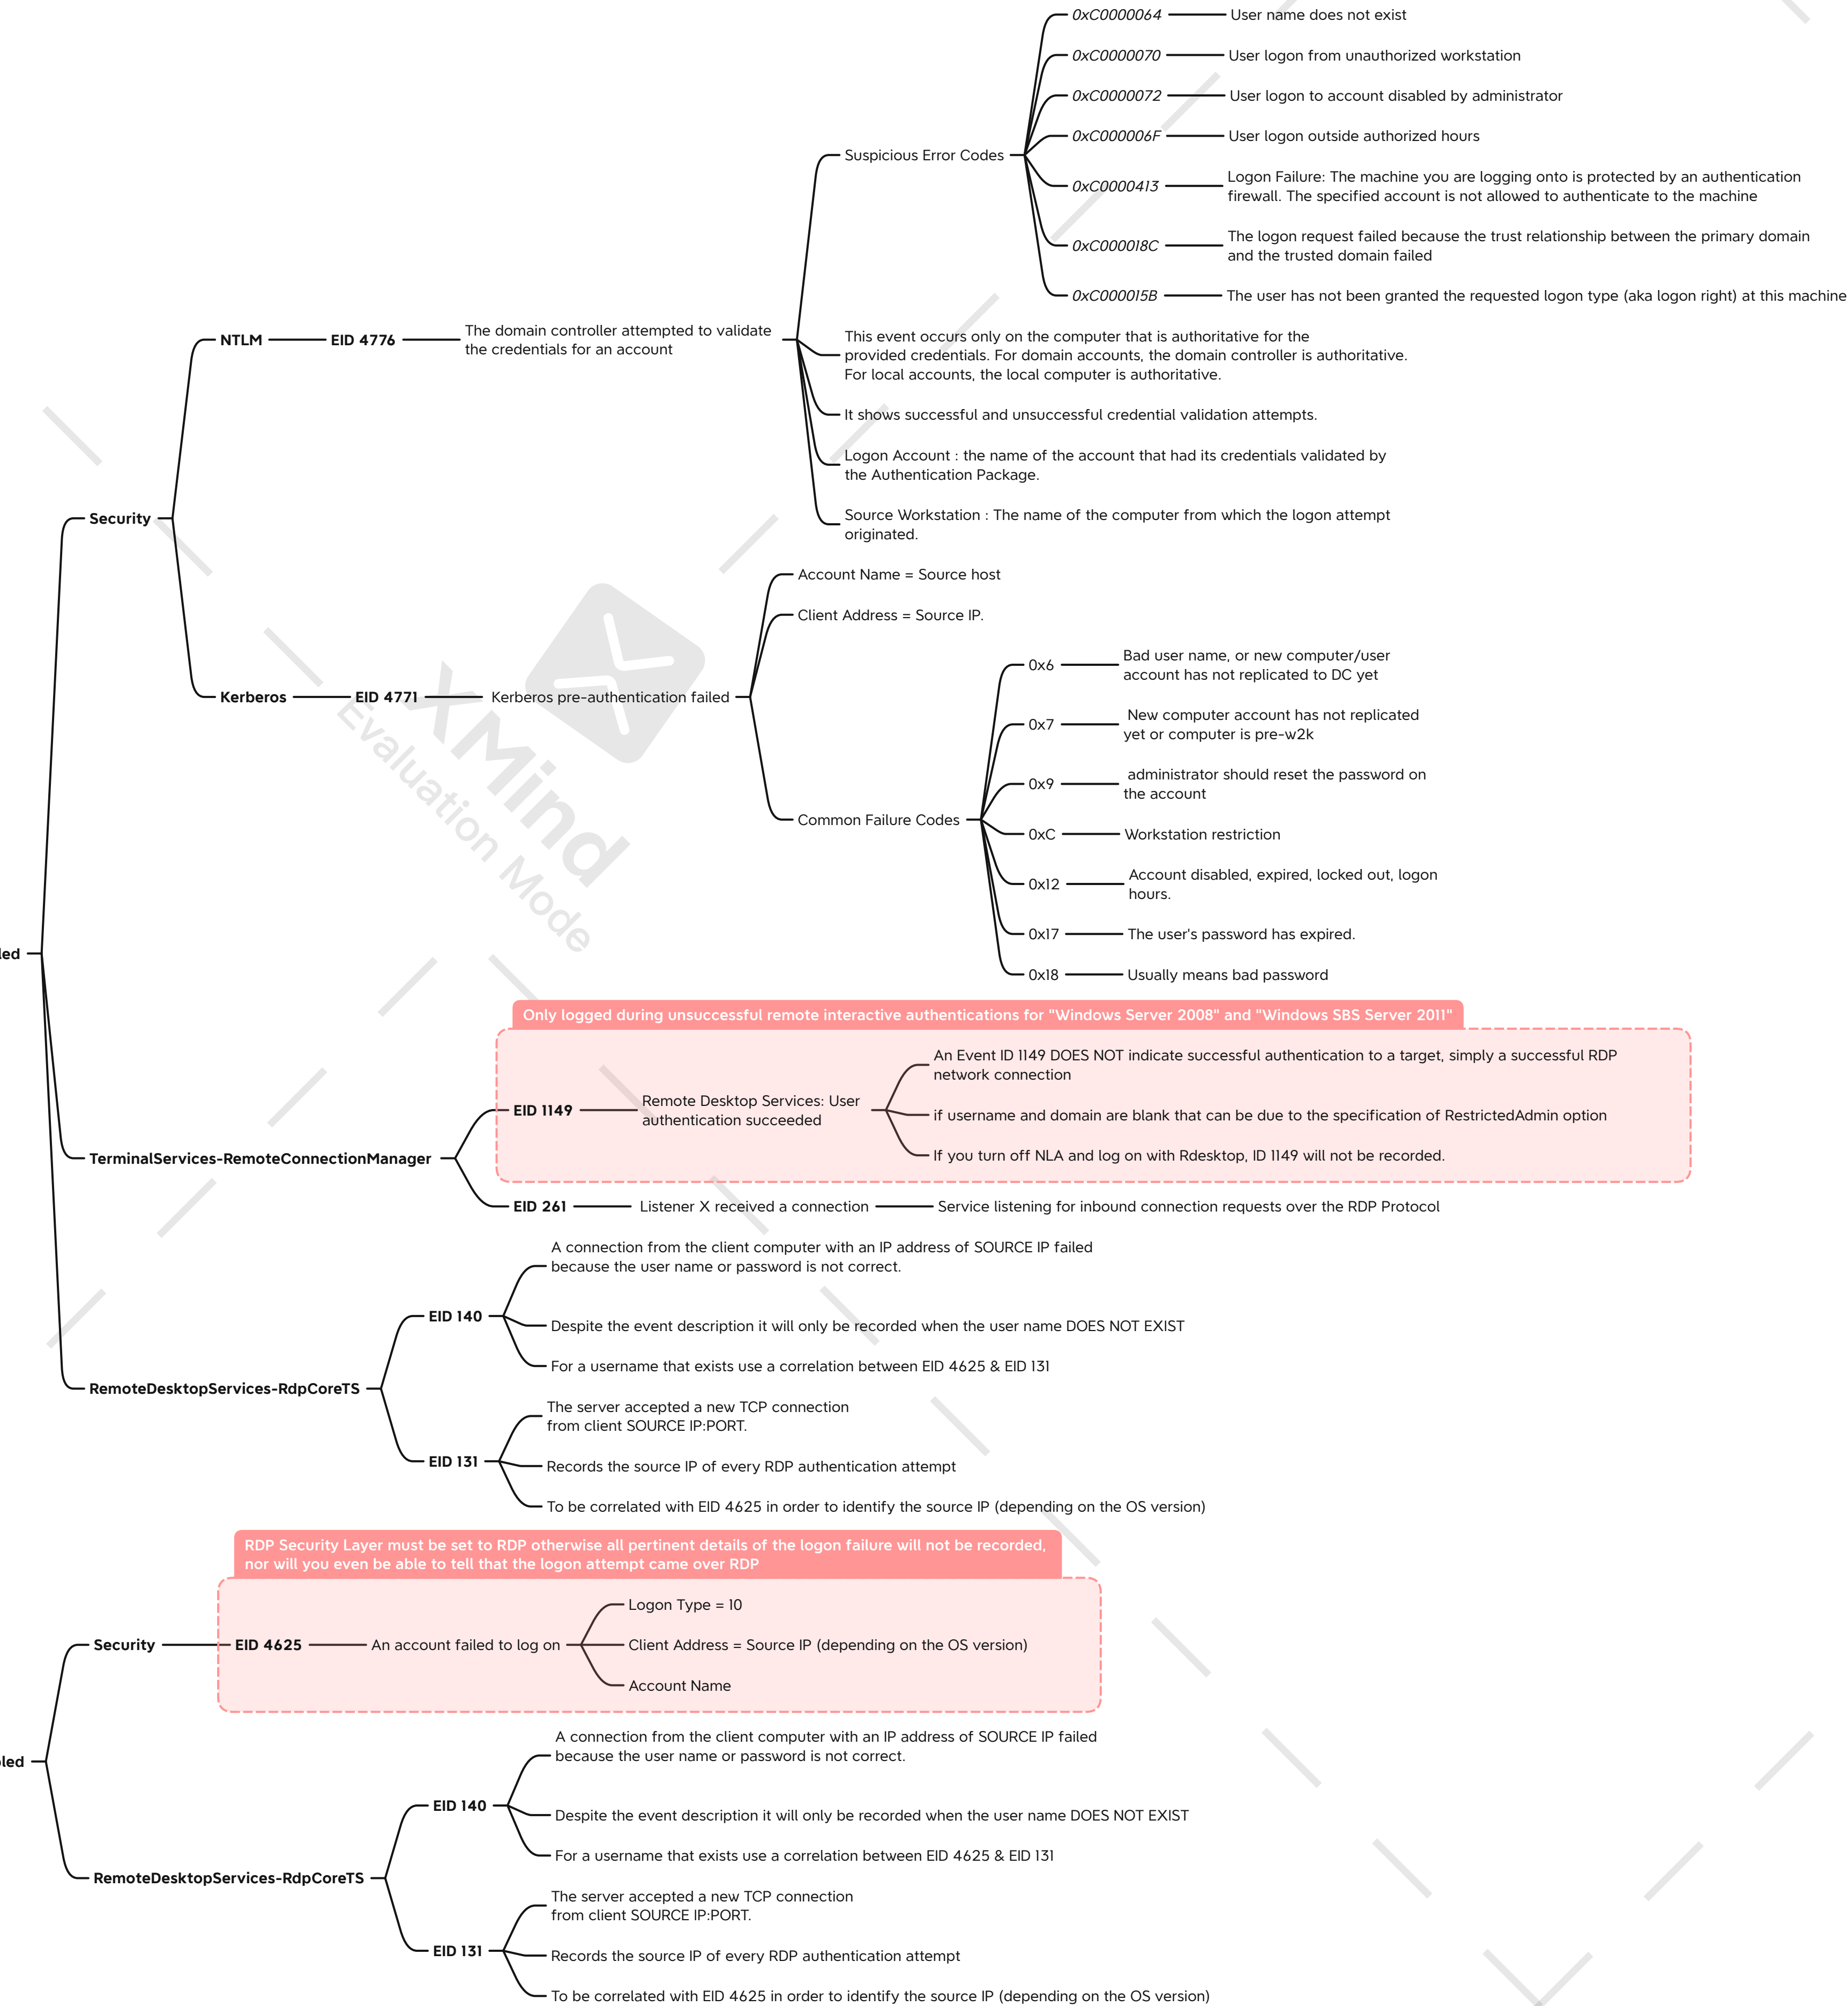 0xC0000064
User name does not exist
0xC0000070
User logon from unauthorized workstation
0xC0000072
User logon to account disabled by administrator
0xC000006F
User logon outside authorized hours
Suspicious Error Codes
0xC0000413
Logon Failure: The machine you are logging onto is protected by an authentication
firewall. The specified account is not allowed to authenticate to the machine
0xC000018C
The logon request failed because the trust relationship between the primary domain
and the trusted domain failed
0xC000015B
The user has not been granted the requested logon type (aka logon right) at this machine
NTLM
EID 4776
The domain controller attempted to validate
the credentials for an account
This event occurs only on the computer that is authoritative for the
provided credentials. For domain accounts, the domain controller is authoritative.
For local accounts, the local computer is authoritative.
It shows successful and unsuccessful credential validation attempts.
Logon Account : the name of the account that had its credentials validated by
the Authentication Package.
Source Workstation : The name of the computer from which the logon attempt
originated.
Security
Account Name = Source host
Client Address = Source IP.
Kerberos
EID 4771
Kerberos pre-authentication failed
0x6
Bad user name, or new computer/user
account has not replicated to DC yet
0x7
New computer account has not replicated
yet or computer is pre-w2k
0x9
administrator should reset the password on
the account
Common Failure Codes
0xC
Workstation restriction
0x12
Account disabled, expired, locked out, logon
hours.
0x17
The user's password has expired.
0x18
Usually means bad password
XMind
Evaluation Mode
led
Only logged during unsuccessful remote interactive authentications for "Windows Server 2008" and "Windows SBS Server 2011"
EID 1149
Remote Desktop Services: User
authentication succeeded
An Event ID 1149 DOES NOT indicate successful authentication to a target, simply a successful RDP
network connection
if username and domain are blank that can be due to the specification of RestrictedAdmin option
If you turn off NLA and log on with Rdesktop, ID 1149 will not be recorded.
TerminalServices-RemoteConnectionManager
EID 261
Listener X received a connection
Service listening for inbound connection requests over the RDP Protocol
A connection from the client computer with an IP address of SOURCE IP failed
because the user name or password is not correct.
EID 140
Despite the event description it will only be recorded when the user name DOES NOT EXIST
For a username that exists use a correlation between EID 4625 & EID 131
RemoteDesktopServices-RdpCoreTS
The server accepted a new TCP connection
from client SOURCE IP:PORT.
EID 131
Records the source IP of every RDP authentication attempt
To be correlated with EID 4625 in order to identify the source IP (depending on the OS version)
RDP Security Layer must be set to RDP otherwise all pertinent details of the logon failure will not be recorded,
nor will you even be able to tell that the logon attempt came over RDP
Logon Type = 10
Security
EID 4625
An account failed to log on
Client Address = Source IP (depending on the OS version)
Account Name
A connection from the client computer with an IP address of SOURCE IP failed
because the user name or password is not correct.
led
EID 140
Despite the event description it will only be recorded when the user name DOES NOT EXIST
For a username that exists use a correlation between EID 4625 & EID 131
RemoteDesktopServices-RdpCoreTS
The server accepted a new TCP connection
from client SOURCE IP:PORT.
EID 131
Records the source IP of every RDP authentication attempt
To be correlated with EID 4625 in order to identify the source IP (depending on the OS version)